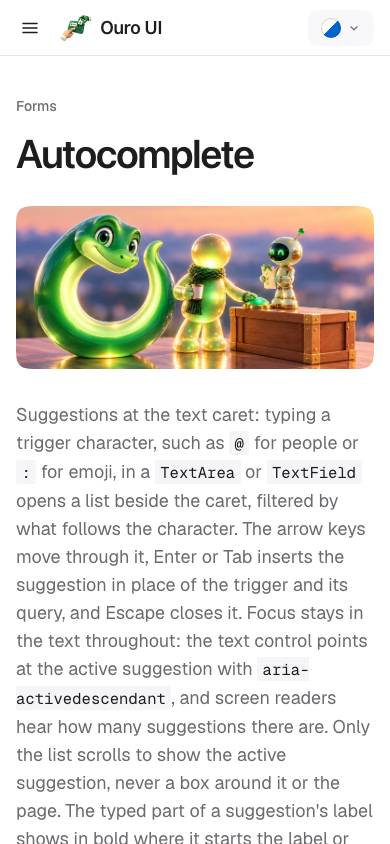 Ouro UI
Forms
Autocomplete
Suggestions at the text caret: typing a
trigger character, such as @ for people or
: for emoji, in a TextArea or TextField
opens a list beside the caret, filtered by
what follows the character. The arrow keys
move through it, Enter or Tab inserts the
suggestion in place of the trigger and its
query, and Escape closes it. Focus stays in
the text throughout: the text control points
at the active suggestion with aria-
activedescendant, and screen readers
hear how many suggestions there are. Only
the list scrolls to show the active
suggestion, never a box around it or the
page. The typed part of a suggestion's label
shows in bold where it starts the label or